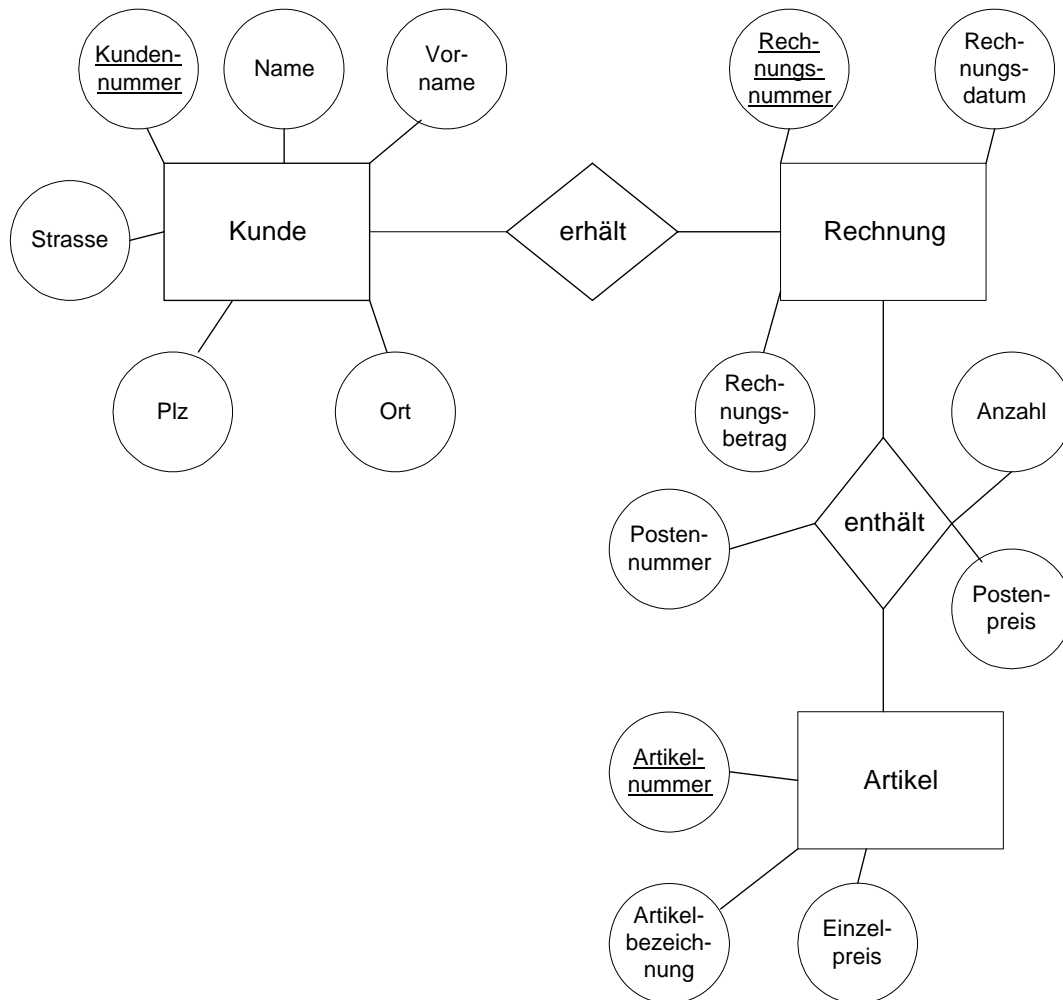 Kunden-
nummer
Name
Vor-
name
Rech-
nungs-
nummer
Rech-
nungs-
datum
Strasse
Kunde
erhält
Rechnung
Plz
Ort
Rech-
nungs-
betrag
Anzahl
Posten-
nummer
enthält
Posten-
preis
Artikel-
nummer
Artikel
Artikel-
bezeich-
nung
Einzel-
preis